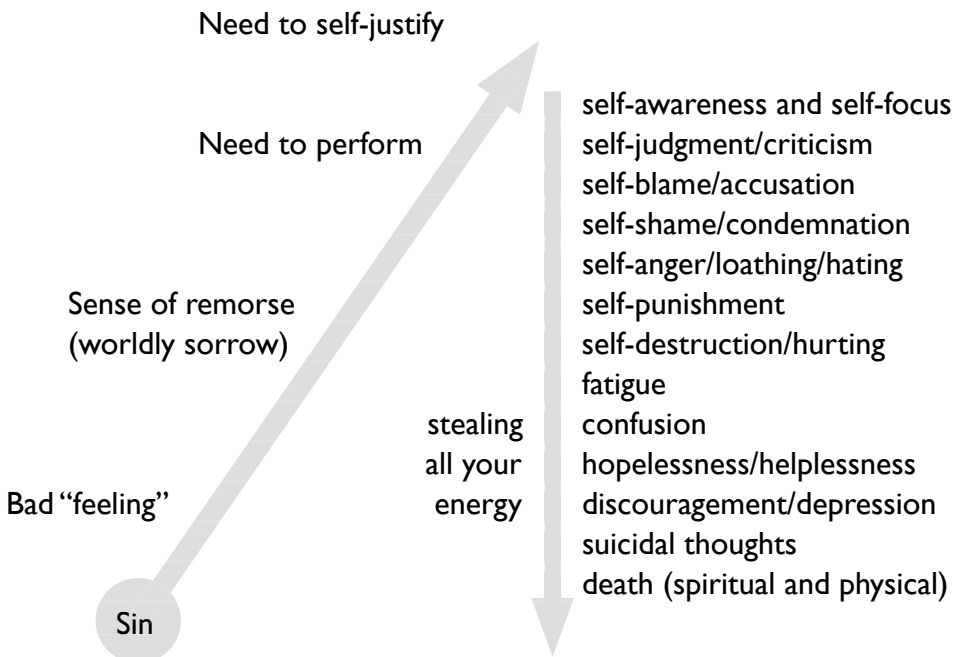 Need to self-justify
Need to perform
Sense of remorse
(worldly sorrow)
Bad “feeling”
Sin
stealing
all your
energy
self-awareness and self-focus
self-judgment/criticism
self-blame/accusation
self-shame/condemnation
self-anger/loathing/hating
self-punishment
self-destruction/hurting
fatigue
confusion
hopelessness/helplessness
discouragement/depression
suicidal thoughts
death (spiritual and physical)